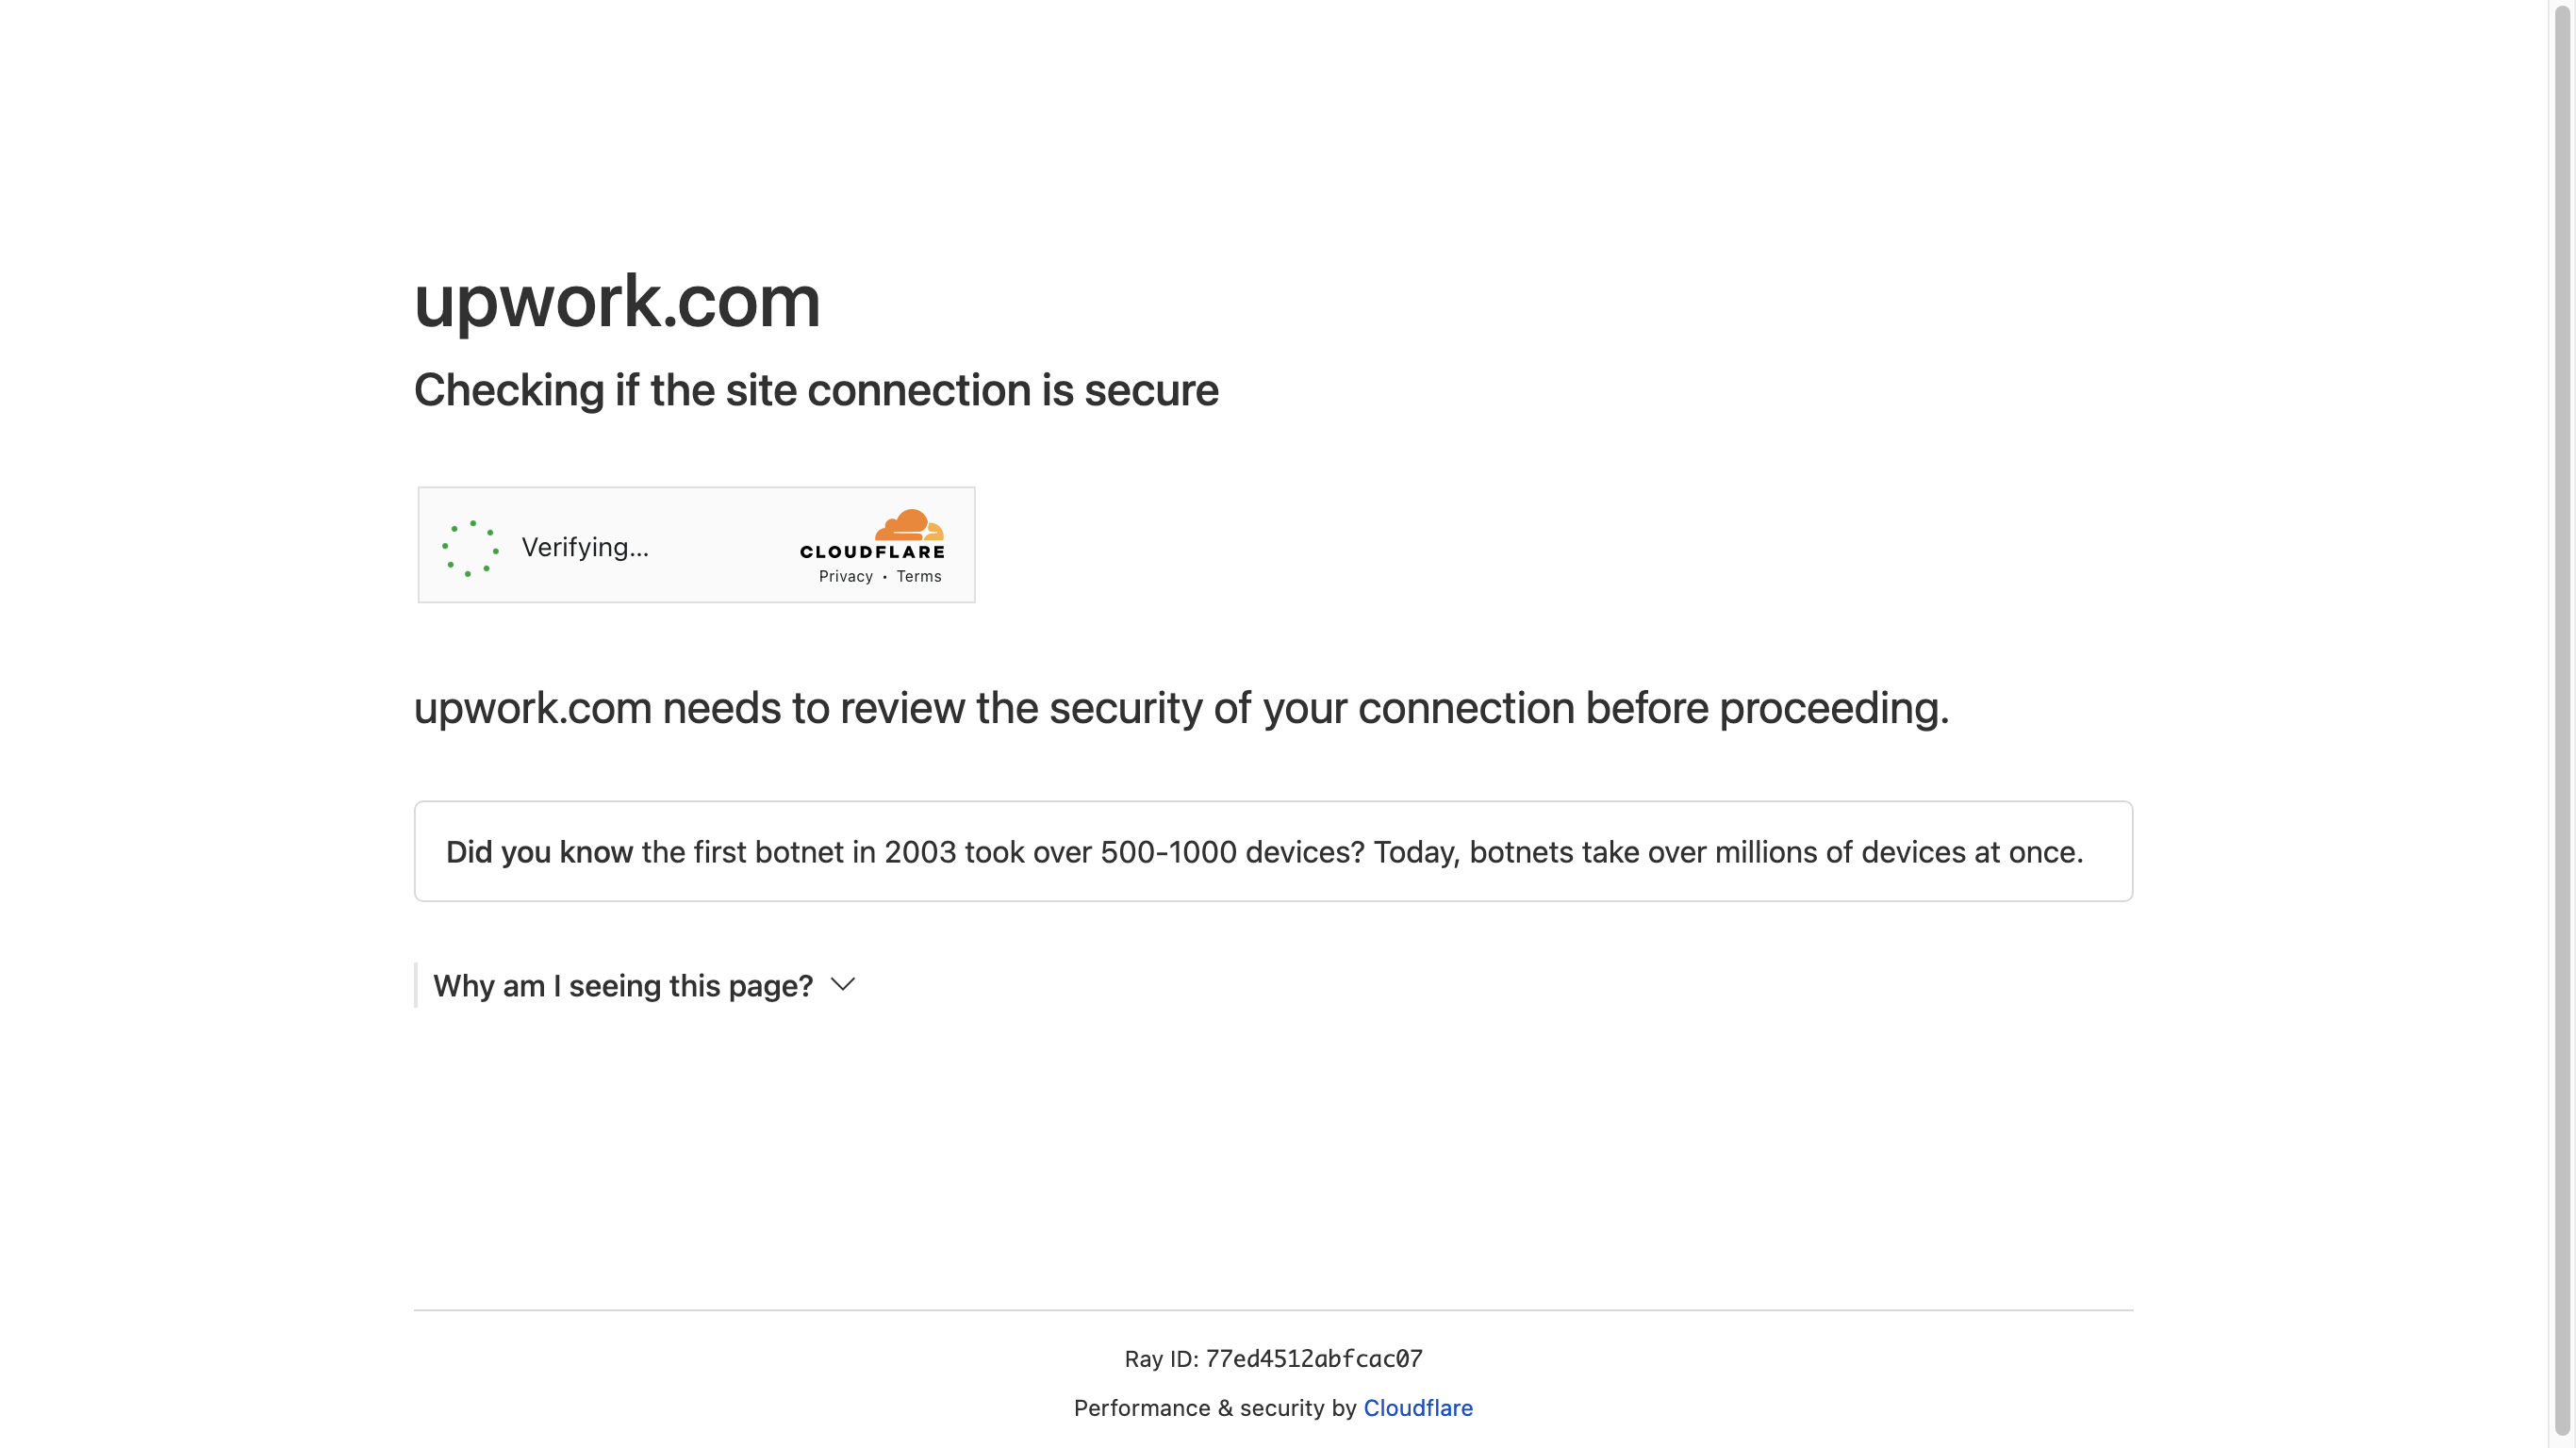 upwork.com
Checking if the site connection is secure
Verifying...
CLOUDFLARE
Privacy • Terms
upwork.com needs to review the security of your connection before proceeding.
Did you know the first botnet in 2003 took over 500-1000 devices? Today, botnets take over millions of devices at once.
Why am I seeing this page?
Ray ID: 77ed4512abfcac07
Performance & security by Cloudflare